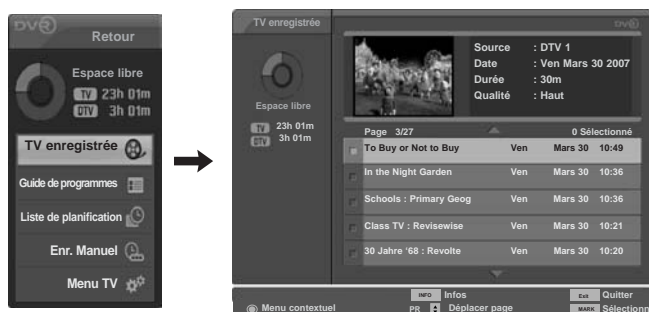 DVR
Retour
Espace libre
TV 23h 01m
DTV 3h 01m
TV enregistrée
Guide de programmes
Liste de planification
Enr. Manuel
Menu TV
TV enregistrée
DVR
Espace libre
TV 23h 01m
DTV 3h 01m
Source : DTV 1
Date : Ven Mars 30 2007
Durée : 30m
Qualité : Haut
Page 3/27 0 Sélectionné
To Buy or Not to Buy Ven Mars 30 10:49
In the Night Garden Ven Mars 30 10:36
Schools : Primary Geog Ven Mars 30 10:36
Class TV : Revisewise Ven Mars 30 10:21
30 Jahre ‘68 : Revolte Ven Mars 30 10:20
INFO Infos Exit Quitter
Menu contextuel PR Déplacer page MARK Sélectionn